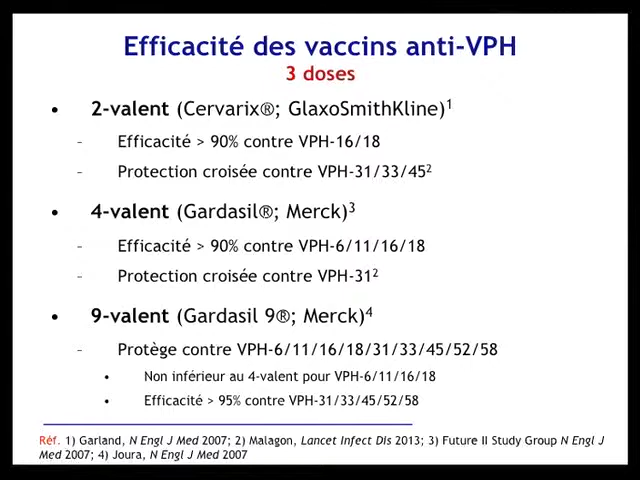 Efficacité des vaccins anti-VPH
3 doses
• 2-valent (Cervarix®; GlaxoSmithKline)1
– Efficacité > 90% contre VPH-16/18
– Protection croisée contre VPH-31/33/452
• 4-valent (Gardasil®; Merck)3
– Efficacité > 90% contre VPH-6/11/16/18
– Protection croisée contre VPH-312
• 9-valent (Gardasil 9®; Merck)4
– Protège contre VPH-6/11/16/18/31/33/45/52/58
• Non inférieur au 4-valent pour VPH-6/11/16/18
• Efficacité > 95% contre VPH-31/33/45/52/58
Réf. 1) Garland, N Engl J Med 2007; 2) Malagon, Lancet Infect Dis 2013; 3) Future II Study Group N Engl J
Med 2007; 4) Joura, N Engl J Med 2007